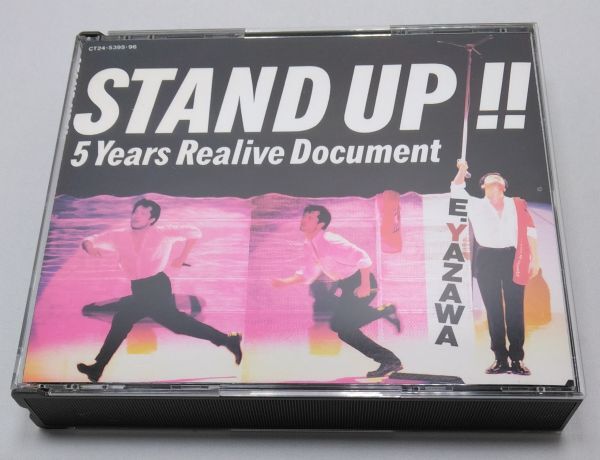 CT24-5395·96
STAND UP !!
5 Years Realive Document
E.YAZAWA